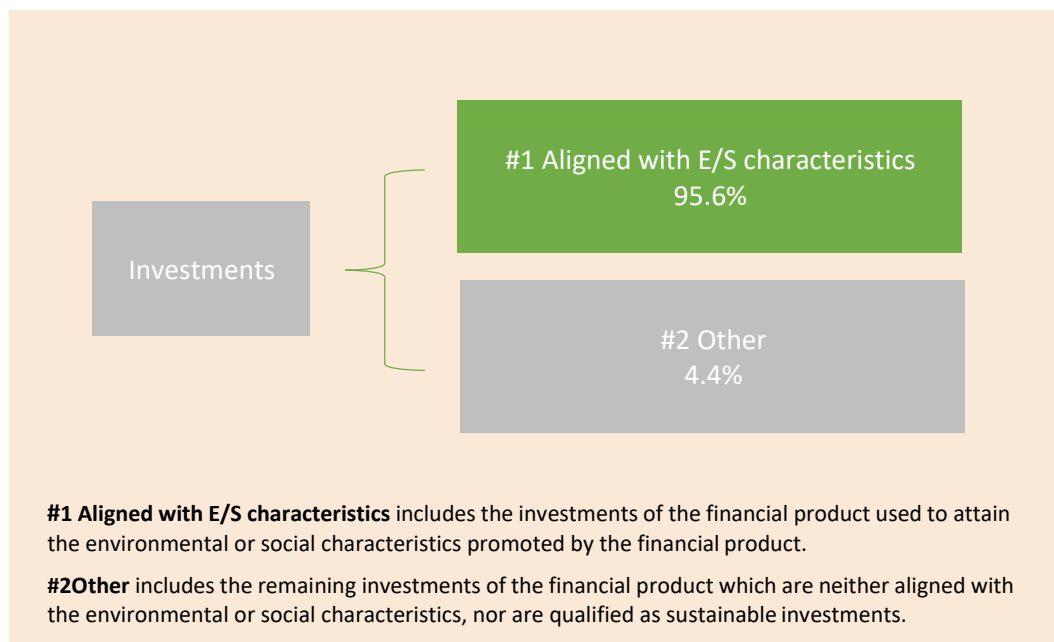 #1 Aligned with E/S characteristics
95.6%
Investments
#2 Other
4.4%
#1 Aligned with E/S characteristics includes the investments of the financial product used to attain
the environmental or social characteristics promoted by the financial product.
#2Other includes the remaining investments of the financial product which are neither aligned with
the environmental or social characteristics, nor are qualified as sustainable investments.